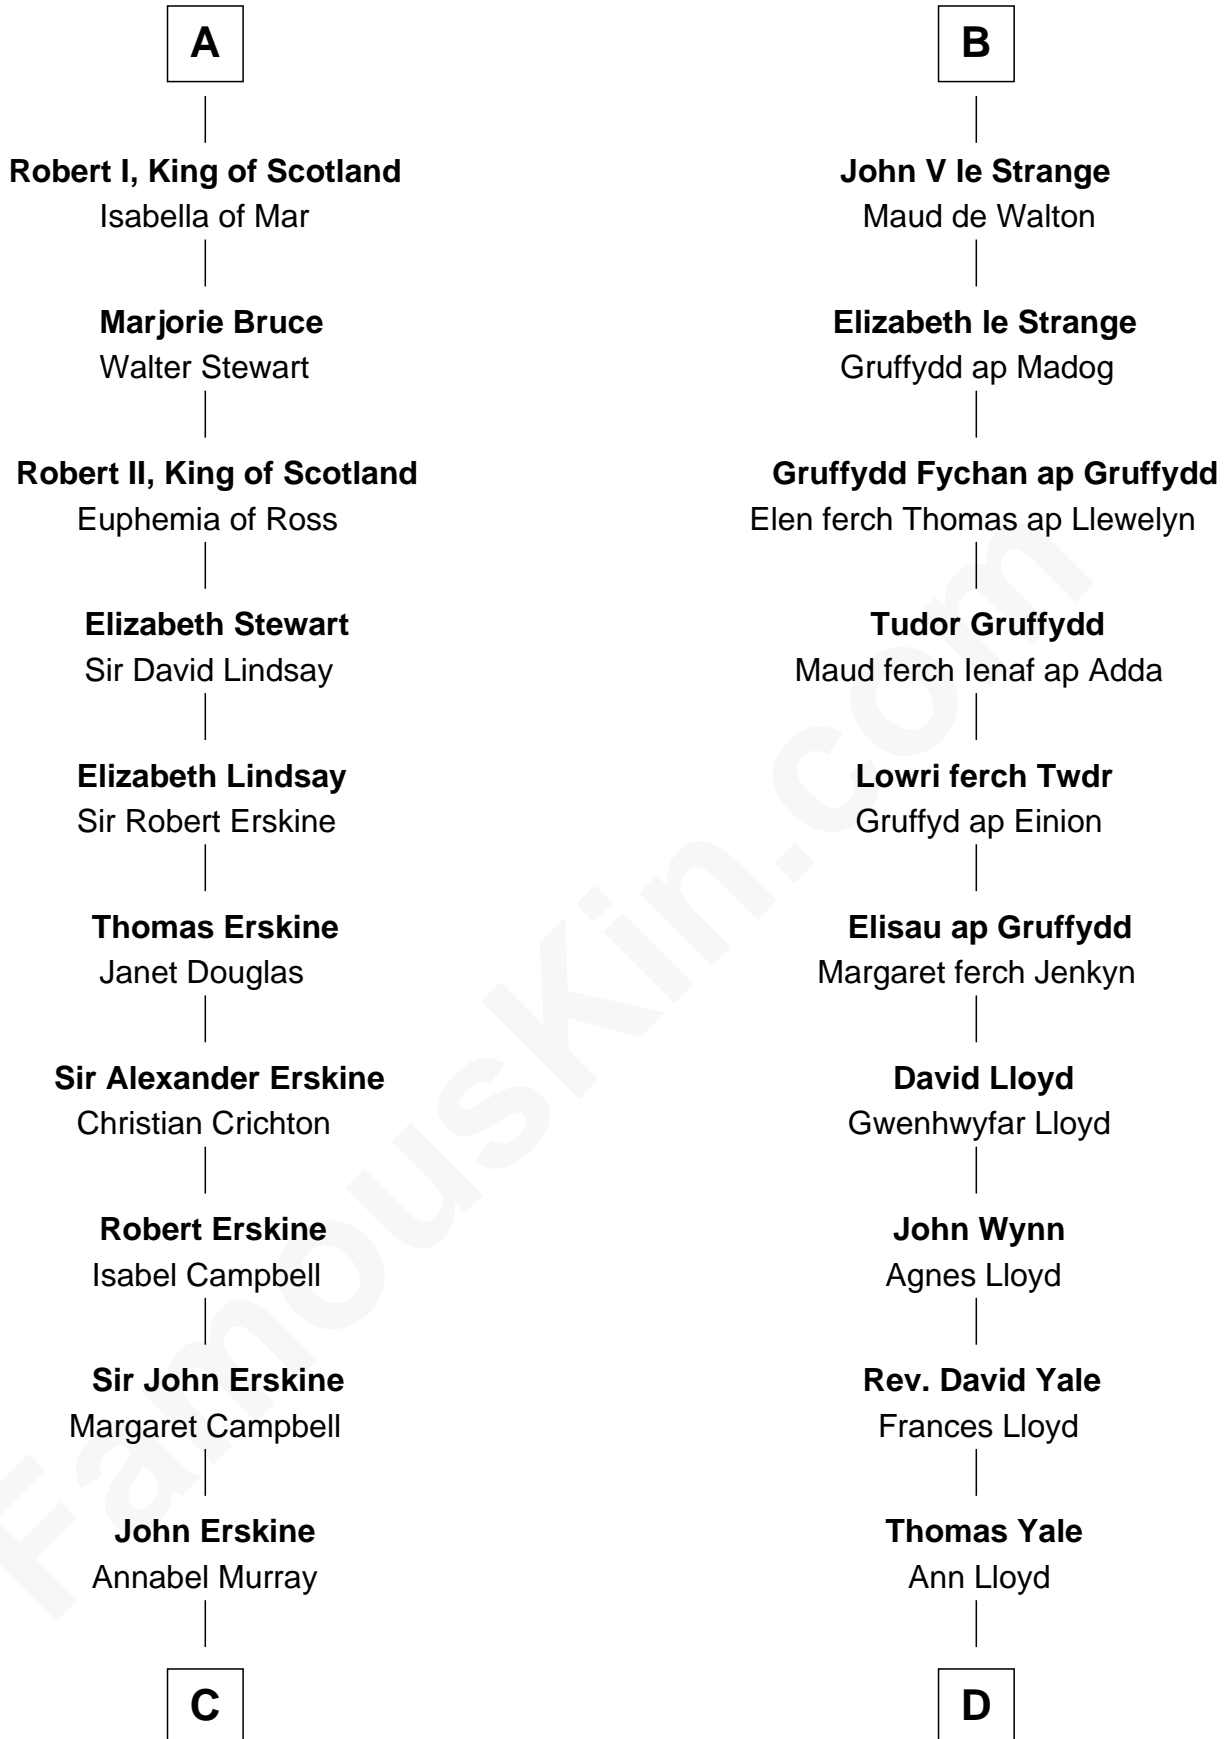 A
Robert I, King of Scotland
Isabella of Mar
Marjorie Bruce
Walter Stewart
Robert II, King of Scotland
Euphemia of Ross
Elizabeth Stewart
Sir David Lindsay
Elizabeth Lindsay
Sir Robert Erskine
Thomas Erskine
Janet Douglas
Sir Alexander Erskine
Christian Crichton
Robert Erskine
Isabel Campbell
Sir John Erskine
Margaret Campbell
John Erskine
Annabel Murray
C
B
John V le Strange
Maud de Walton
Elizabeth le Strange
Gruffydd ap Madog
Gruffydd Fychan ap Gruffydd
Elen ferch Thomas ap Llewelyn
Tudor Gruffydd
Maud ferch Ienaf ap Adda
Lowri ferch Twdr
Gruffyd ap Einion
Elisau ap Gruffydd
Margaret ferch Jenkyn
David Lloyd
Gwenhwyfar Lloyd
John Wynn
Agnes Lloyd
Rev. David Yale
Frances Lloyd
Thomas Yale
Ann Lloyd
D
FamousKin.com